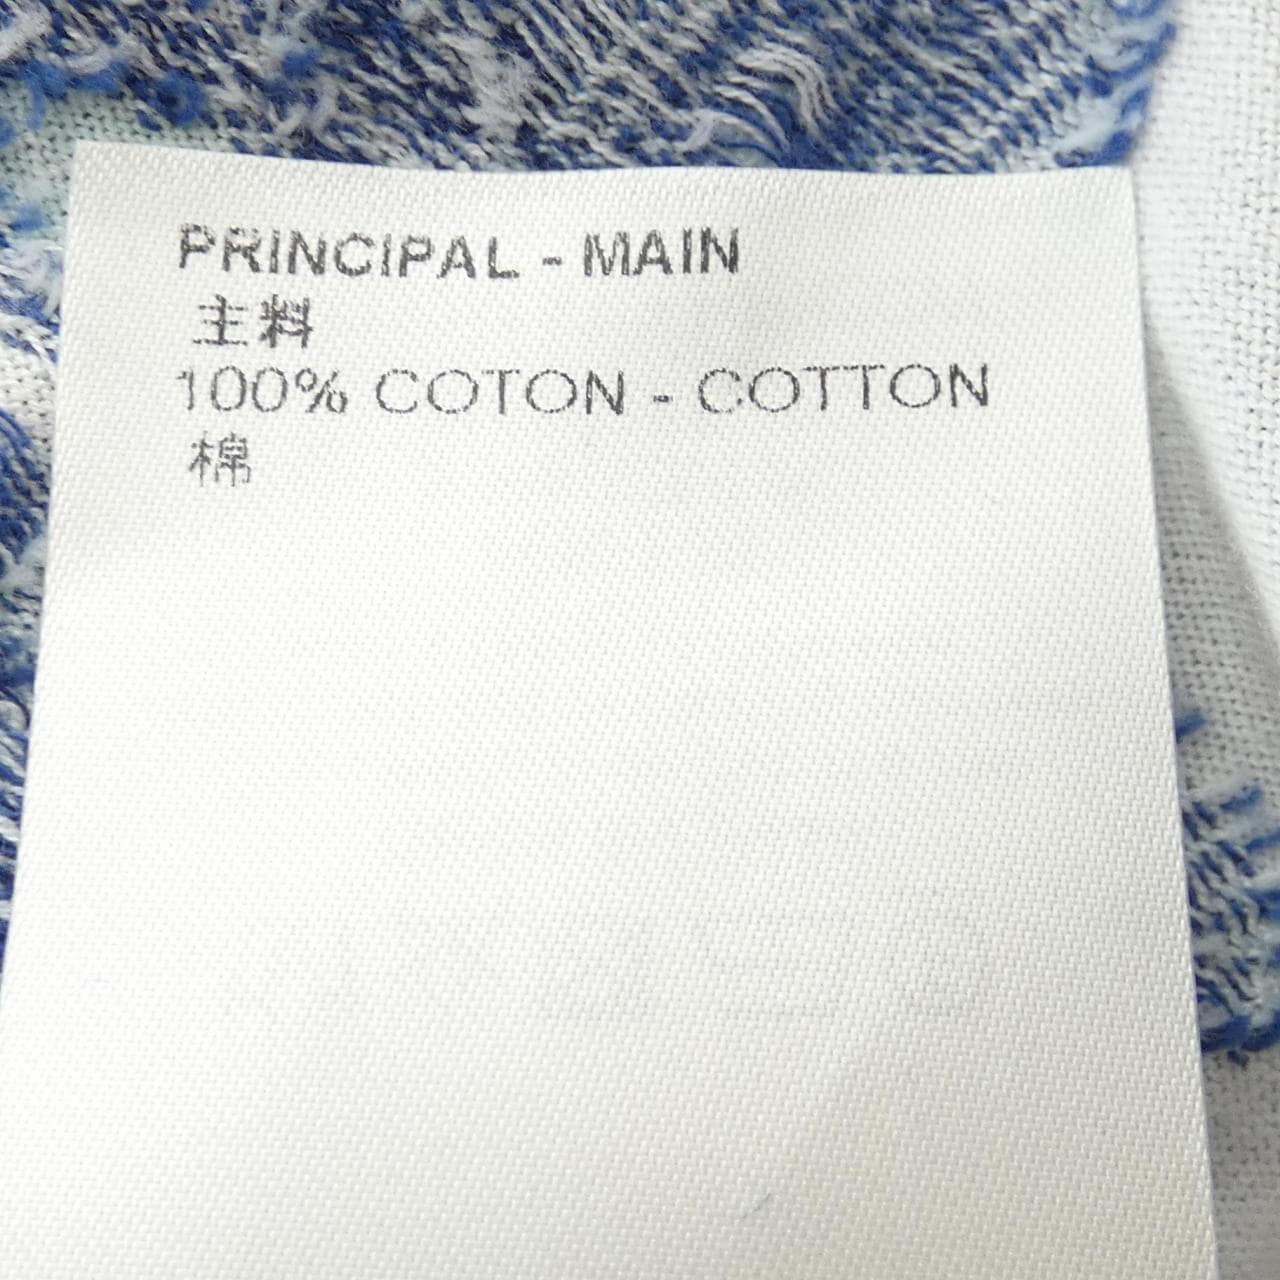 PRINCIPAL - MAIN
主料
100% COTON - COTTON
棉